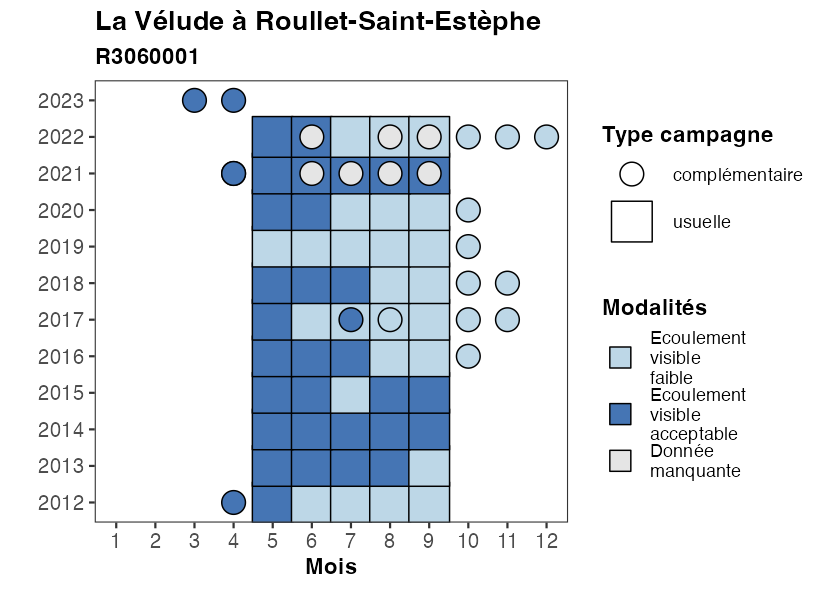 La Vélude à Roullet-Saint-Estèphe
R3060001
2023
2022
2021
2020
2019
2018
2017
2016
2015
2014
2013
2012
1 2 3 4 5 6 7 8 9 10 11 12
Mois
Type campagne
complémentaire
usuelle
Modalités
Ecoulement
visible
faible
Ecoulement
visible
acceptable
Donnée
manquante